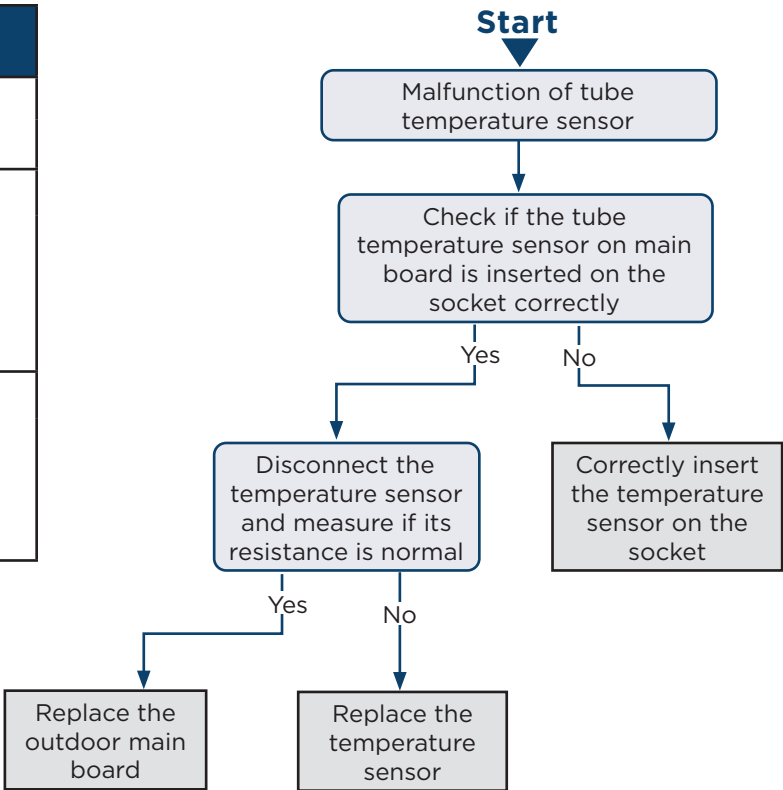 Start
Malfunction of tube
temperature sensor
Check if the tube
temperature sensor on main
board is inserted on the
socket correctly
Yes
No
Disconnect the
temperature sensor
and measure if its
resistance is normal
Correctly insert
the temperature
sensor on the
socket
Yes
No
Replace the
outdoor main
board
Replace the
temperature
sensor